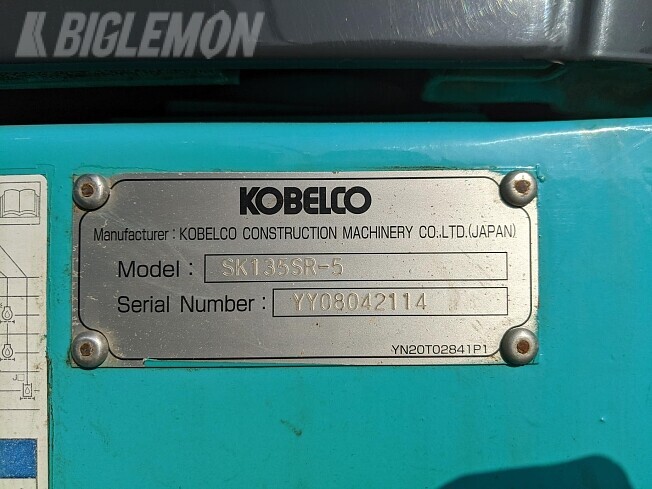 BIGLEMON
KOBELCO
Manufacturer : KOBELCO CONSTRUCTION MACHINERY CO.,LTD.(JAPAN)
Model : SK135SR-5
Serial Number : YY08042114
YN20T02841P1